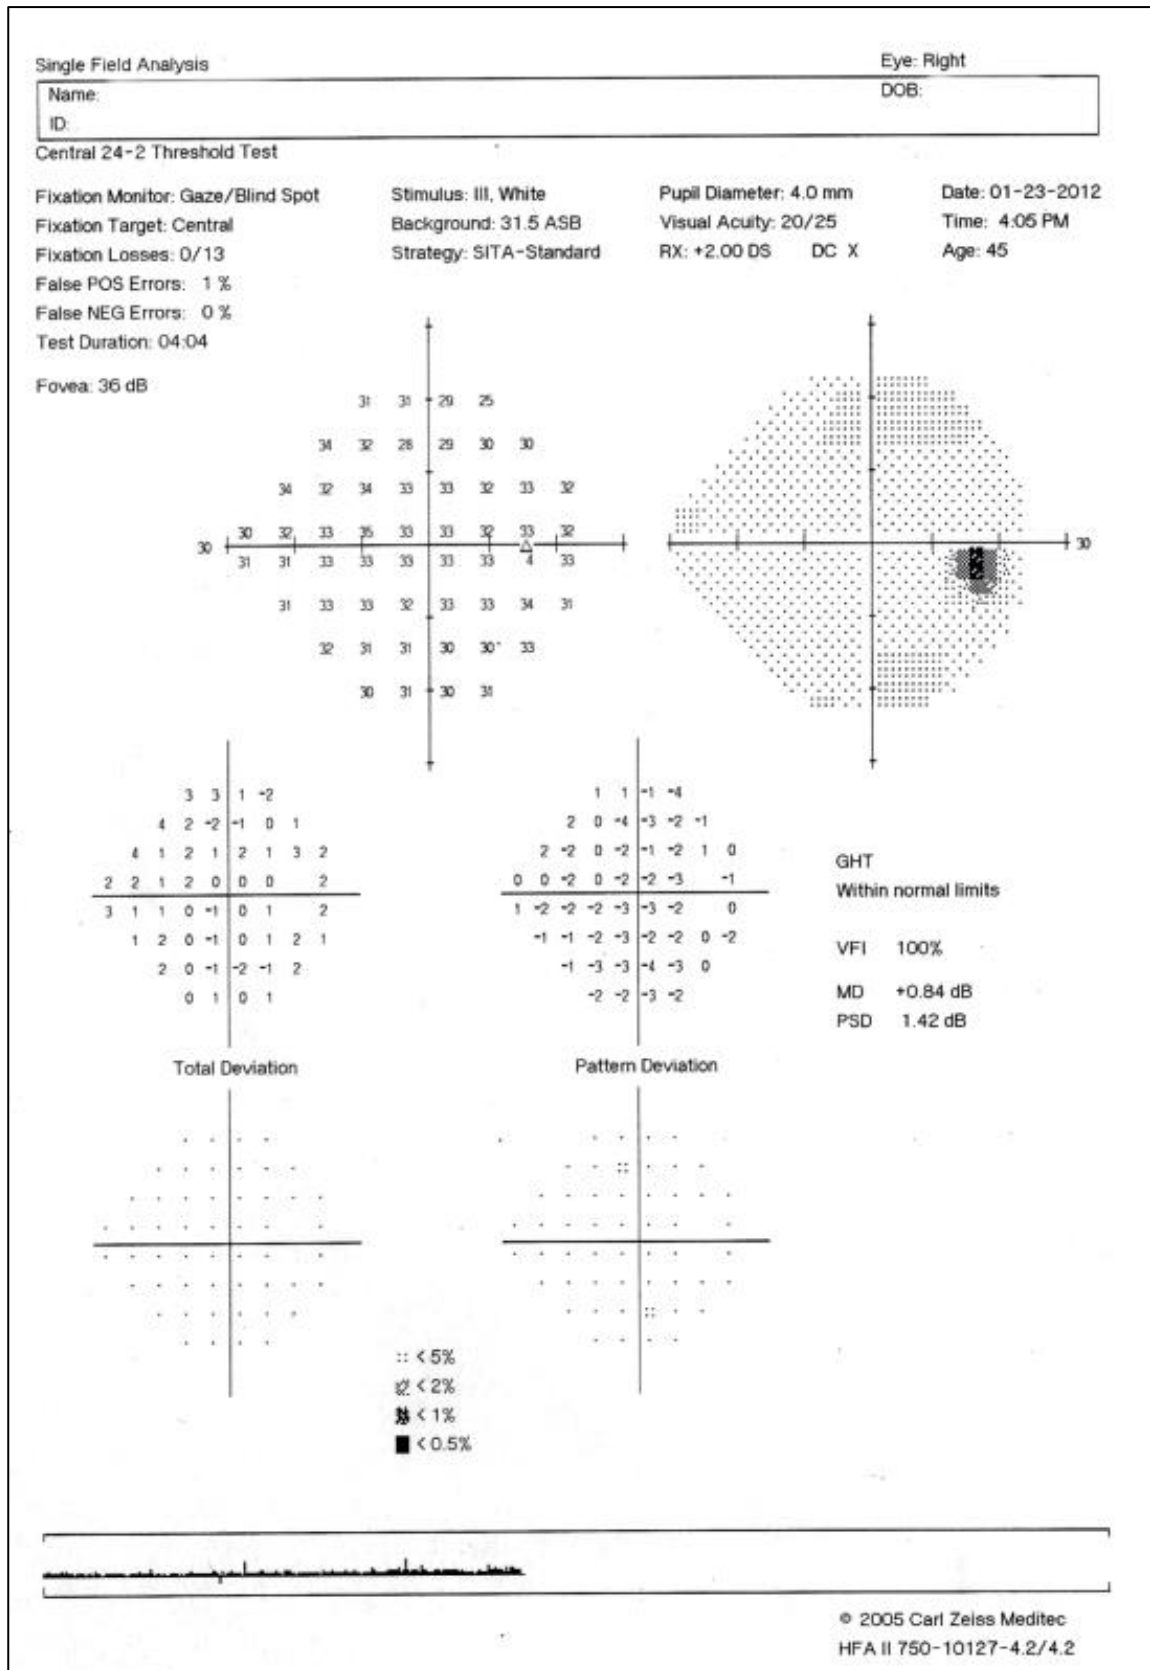 Single Field Analysis Eye: Right
Name: DOB:
ID:
Central 24-2 Threshold Test
Fixation Monitor: Gaze/Blind Spot Stimulus: III, White Pupil Diameter: 4.0 mm Date: 01-23-2012
Fixation Target: Central Background: 31.5 ASB Visual Acuity: 20/25 Time: 4:05 PM
Fixation Losses: 0/13 Strategy: SITA-Standard RX: +2.00 DS DC X Age: 45
False POS Errors: 1 %
False NEG Errors: 0 %
Test Duration: 04:04
Fovea: 36 dB
31 31 29 25
34 32 28 29 30 30
34 32 34 33 33 32 33 32
30 32 33 35 33 33 32 33 32
30 30
31 31 33 33 33 33 33 4 33
31 33 33 32 33 33 34 31
32 31 31 30 30 33
30 31 30 31
3 3 1 -2 1 1 -1 -4
4 2 -2 -1 0 1 2 0 -4 -3 -2 -1
4 1 2 1 2 1 3 2 2 -2 0 -2 -1 -2 1 0
2 2 1 2 0 0 0 2 0 0 -2 0 -2 -2 -3 -1
3 1 1 0 -1 0 1 2 1 -2 -2 -2 -3 -3 -2 0
1 2 0 -1 0 1 2 1 -1 -1 -2 -3 -2 -2 0 -2
2 0 -1 -2 -1 2 -1 -3 -3 -4 -3 0
0 1 0 1 -2 -2 -3 -2
GHT
Within normal limits
VFI 100%
MD +0.84 dB
PSD 1.42 dB
Total Deviation Pattern Deviation
< 5%
< 2%
< 1%
< 0.5%
© 2005 Carl Zeiss Meditec
HFA II 750-10127-4.2/4.2